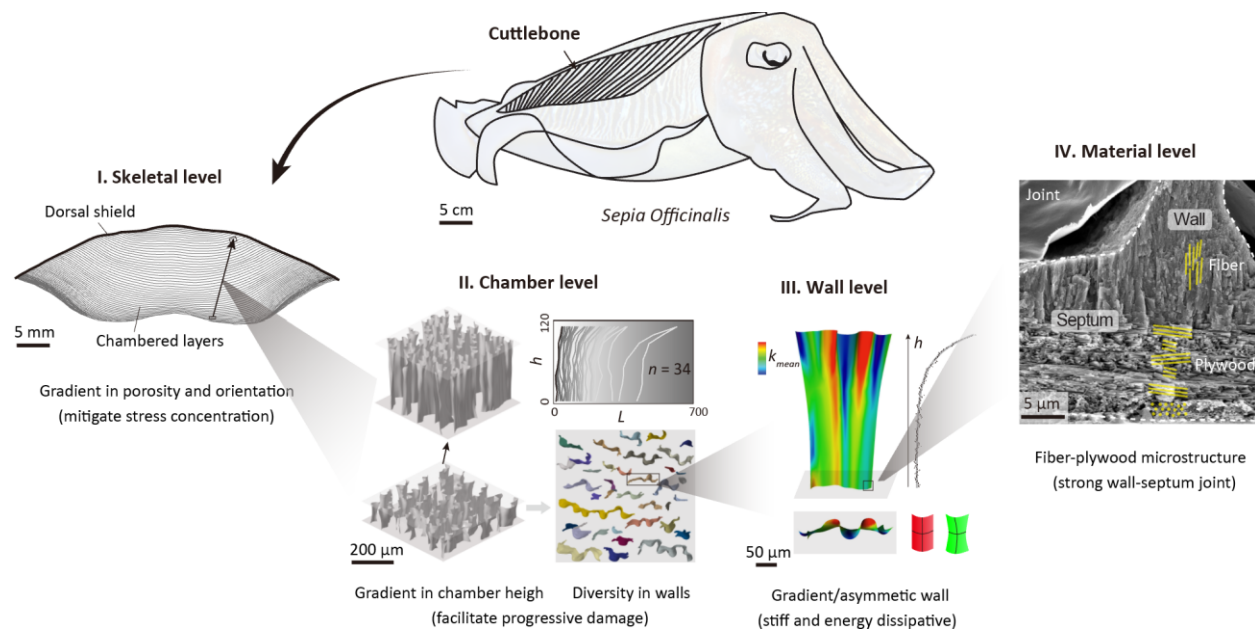 Cuttlebone
5 cm
Sepia Officinalis
I. Skeletal level
Dorsal shield
5 mm
Chambered layers
Gradient in porosity and orientation
(mitigate stress concentration)
II. Chamber level
120
h
0
n = 34
0
L
700
200 μm
Gradient in chamber heigh
Diversity in walls
(facilitate progressive damage)
III. Wall level
k mean
h
50 μm
Gradient/asymmetric wall
(stiff and energy dissipative)
IV. Material level
Joint
Wall
Fiber
Septum
Plywood
5 μm
Fiber-plywood microstructure
(strong wall-septum joint)